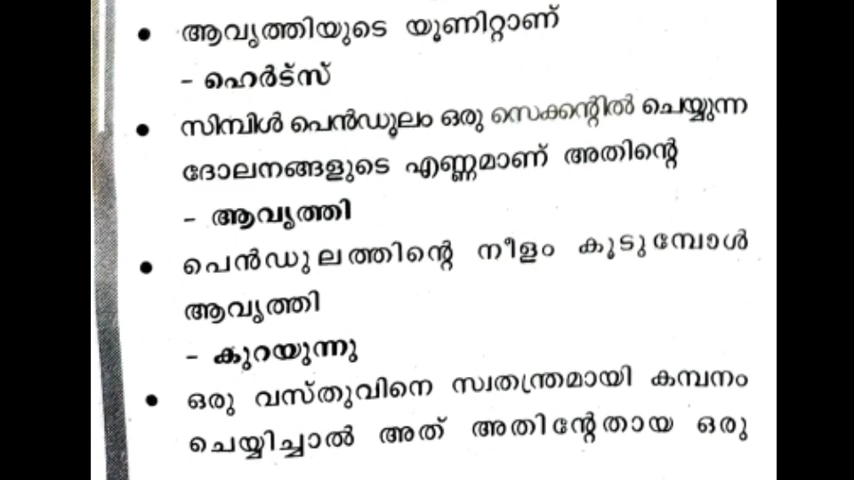 • ആവൃത്തിയുടെ യൂണിറ്റാണ്
- ഹെർട്സ്
• സിമ്പിൾ പെൻഡുലം ഒരു സെക്കന്റിൽ ചെയ്യുന്ന
ദോലനങ്ങളുടെ എണ്ണമാണ് അതിന്റെ
- ആവൃത്തി
• പെൻഡുലത്തിന്റെ നീളം കൂടുമ്പോൾ
ആവൃത്തി
- കുറയുന്നു
• ഒരു വസ്തുവിനെ സ്വതന്ത്രമായി കമ്പനം
ചെയ്യിച്ചാൽ അത് അതിന്റേതായ ഒരു